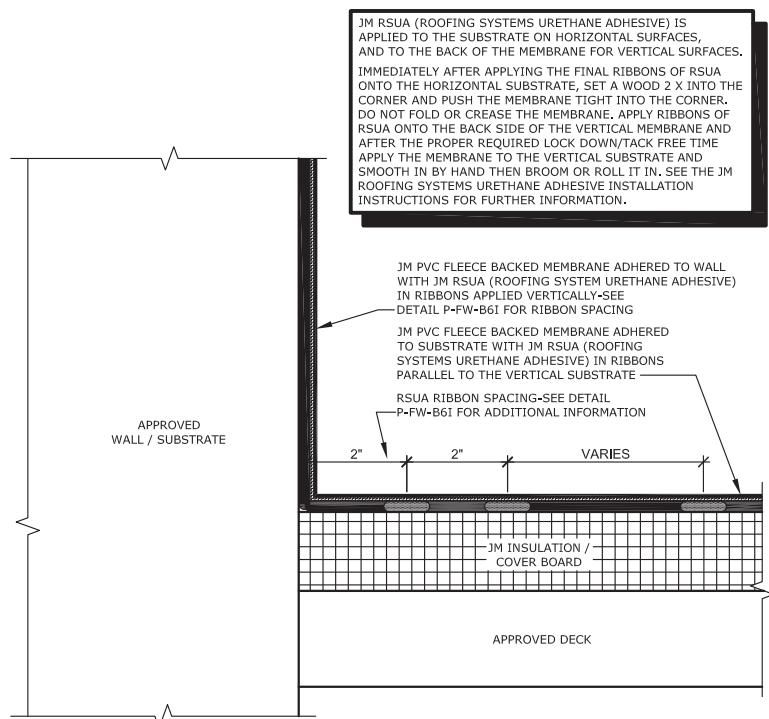 JM RSUA (ROOFING SYSTEMS URETHANE ADHESIVE) IS
APPLIED TO THE SUBSTRATE ON HORIZONTAL SURFACES,
AND TO THE BACK OF THE MEMBRANE FOR VERTICAL SURFACES.
IMMEDIATELY AFTER APPLYING THE FINAL RIBBONS OF RSUA
ONTO THE HORIZONTAL SUBSTRATE, SET A WOOD 2 X INTO THE
CORNER AND PUSH THE MEMBRANE TIGHT INTO THE CORNER.
DO NOT FOLD OR CREASE THE MEMBRANE. APPLY RIBBONS OF
RSUA ONTO THE BACK SIDE OF THE VERTICAL MEMBRANE AND
AFTER THE PROPER REQUIRED LOCK DOWN/TACK FREE TIME
APPLY THE MEMBRANE TO THE VERTICAL SUBSTRATE AND
SMOOTH IN BY HAND THEN BROOM OR ROLL IT IN. SEE THE JM
ROOFING SYSTEMS URETHANE ADHESIVE INSTALLATION
INSTRUCTIONS FOR FURTHER INFORMATION.
JM PVC FLEECE BACKED MEMBRANE ADHERED TO WALL
WITH JM RSUA (ROOFING SYSTEM URETHANE ADHESIVE)
IN RIBBONS APPLIED VERTICALLY-SEE
DETAIL P-FW-B6I FOR RIBBON SPACING
JM PVC FLEECE BACKED MEMBRANE ADHERED
TO SUBSTRATE WITH JM RSUA (ROOFING
SYSTEMS URETHANE ADHESIVE) IN RIBBONS
PARALLEL TO THE VERTICAL SUBSTRATE
RSUA RIBBON SPACING-SEE DETAIL
P-FW-B6I FOR ADDITIONAL INFORMATION
APPROVED
WALL / SUBSTRATE
2" 2" VARIES
JM INSULATION /
COVER BOARD
APPROVED DECK